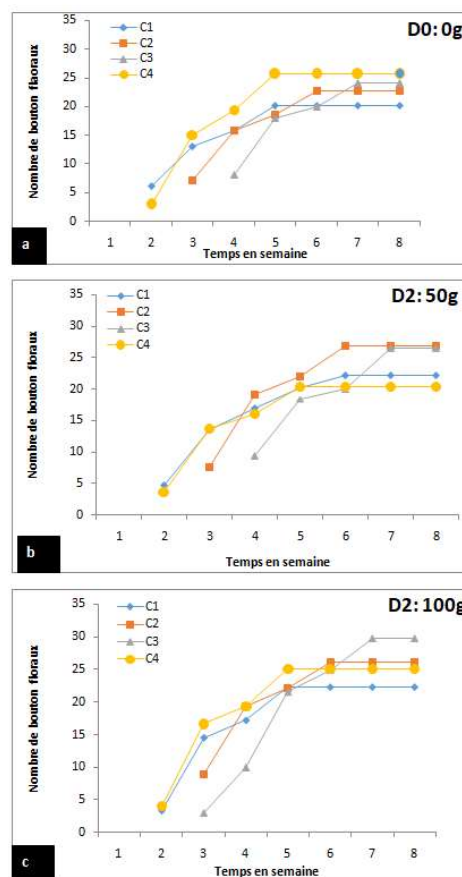 D0: 0g
C1
C2
C3
C4
Nombre de bouton floraux
35
30
25
20
15
10
5
0
1 2 3 4 5 6 7 8
Temps en semaine
a
D2: 50g
C1
C2
C3
C4
Nombre de bouton floraux
35
30
25
20
15
10
5
0
1 2 3 4 5 6 7 8
Temps en semaine
b
D2: 100g
C1
C2
C3
C4
Nombre de bouton floraux
35
30
25
20
15
10
5
0
1 2 3 4 5 6 7 8
Temps en semaine
c